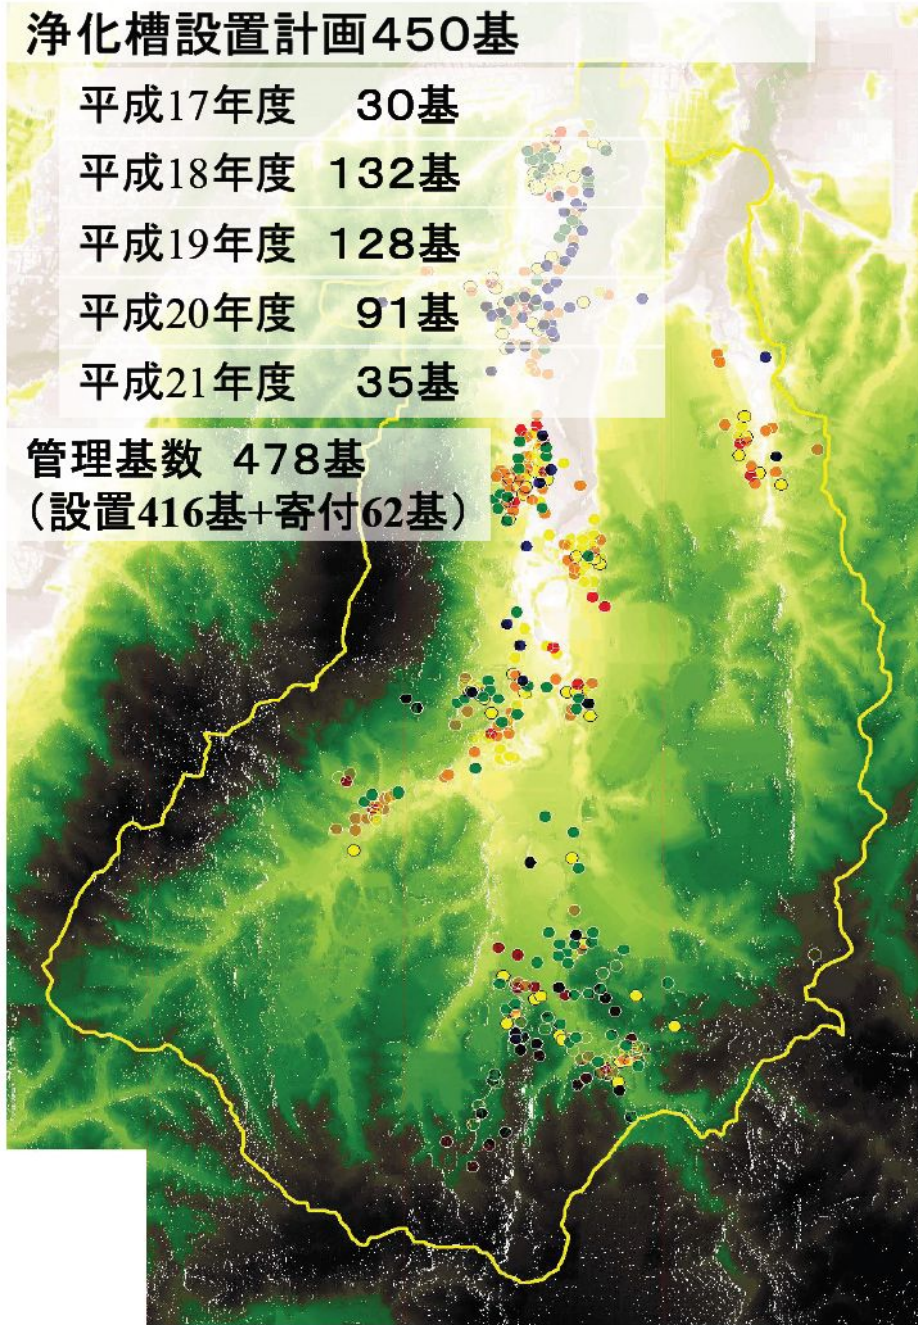 浄化槽設置計画450基
平成17年度 30基
平成18年度 132基
平成19年度 128基
平成20年度 91基
平成21年度 35基
管理基数 478基
（設置416基+寄付62基）